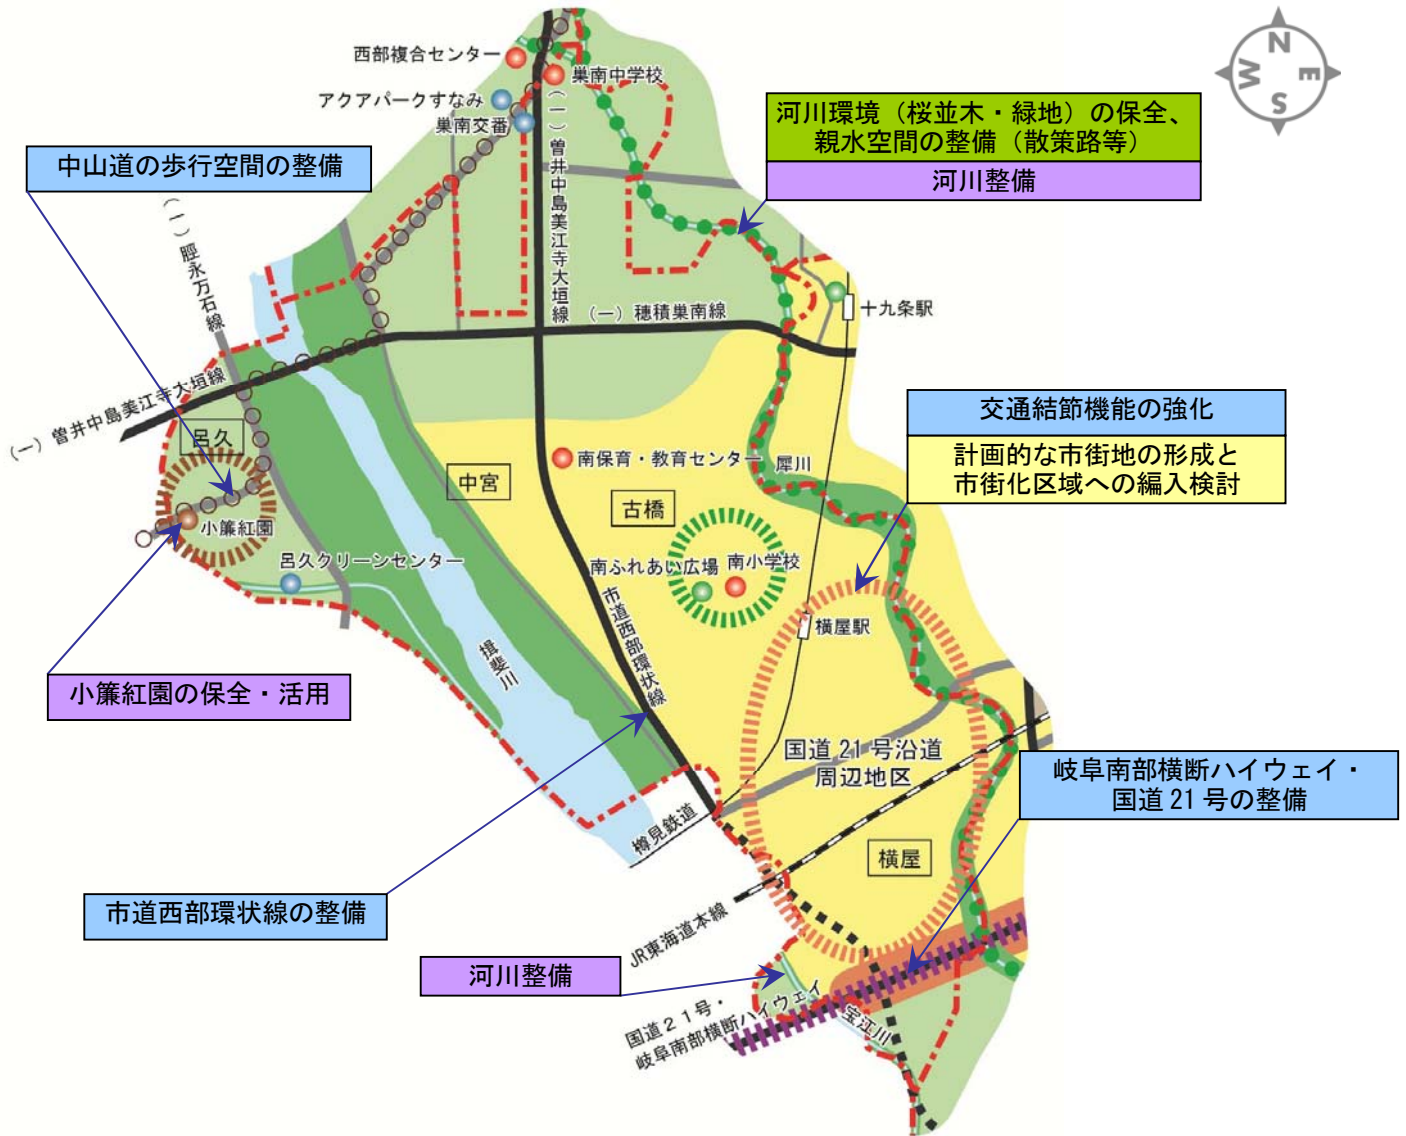 西部複合センター
巣南中学校
アクアパークすなみ
巣南交番
N
E
S
W
河川環境（桜並木・緑地）の保全、
親水空間の整備（散策路等）
河川整備
中山道の歩行空間の整備
（一）脛永万石線
（一）曽井中島美江寺大垣線
（一）穂積巣南線
十九条駅
（一）曽井中島美江寺大垣線
呂久
交通結節機能の強化
計画的な市街地の形成と
市街化区域への編入検討
南保育・教育センター
犀川
中宮
古橋
小簾紅園
呂久クリーンセンター
南ふれあい広場
南小学校
市道西部環状線
横屋駅
揖斐川
小簾紅園の保全・活用
国道 21 号沿道
周辺地区
岐阜南部横断ハイウェイ・
国道 21 号の整備
樽見鉄道
横屋
市道西部環状線の整備
JR東海道本線
河川整備
国道２１号・
岐阜南部横断ハイウェイ
宝江川